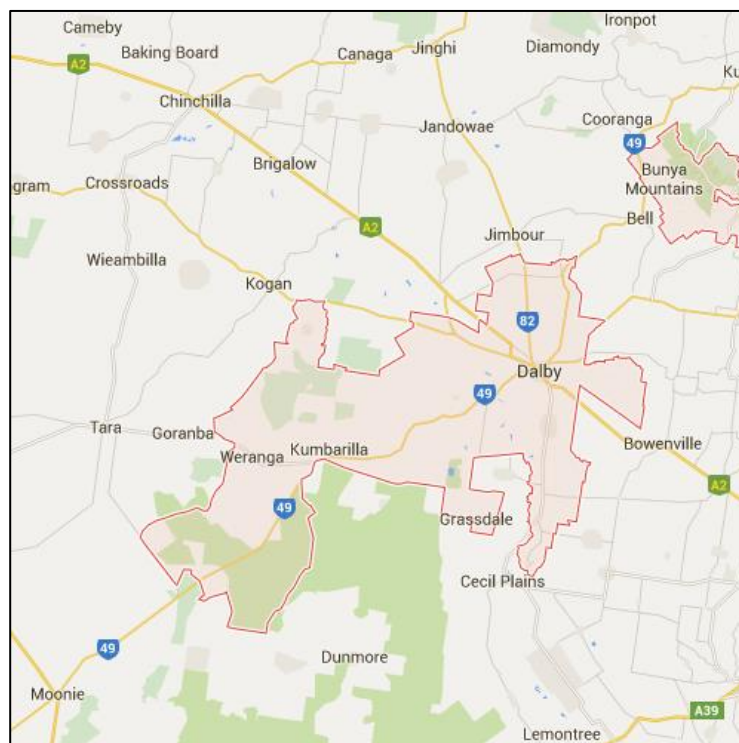 Ironpot
Cameby
Baking Board
Canaga
Jinghi
Diamondy
A2
Ku
Chinchilla
Jandowae
Cooranga
49
Brigalow
Bunya
Mountains
gram
Crossroads
Bell
A2
Jimbour
Wieambilla
Kogan
82
Dalby
49
Tara
Goranba
Bowenville
Weranga
Kumbarilla
A2
49
Grassdale
Cecil Plains
49
Dunmore
Moonie
A39
Lemontree